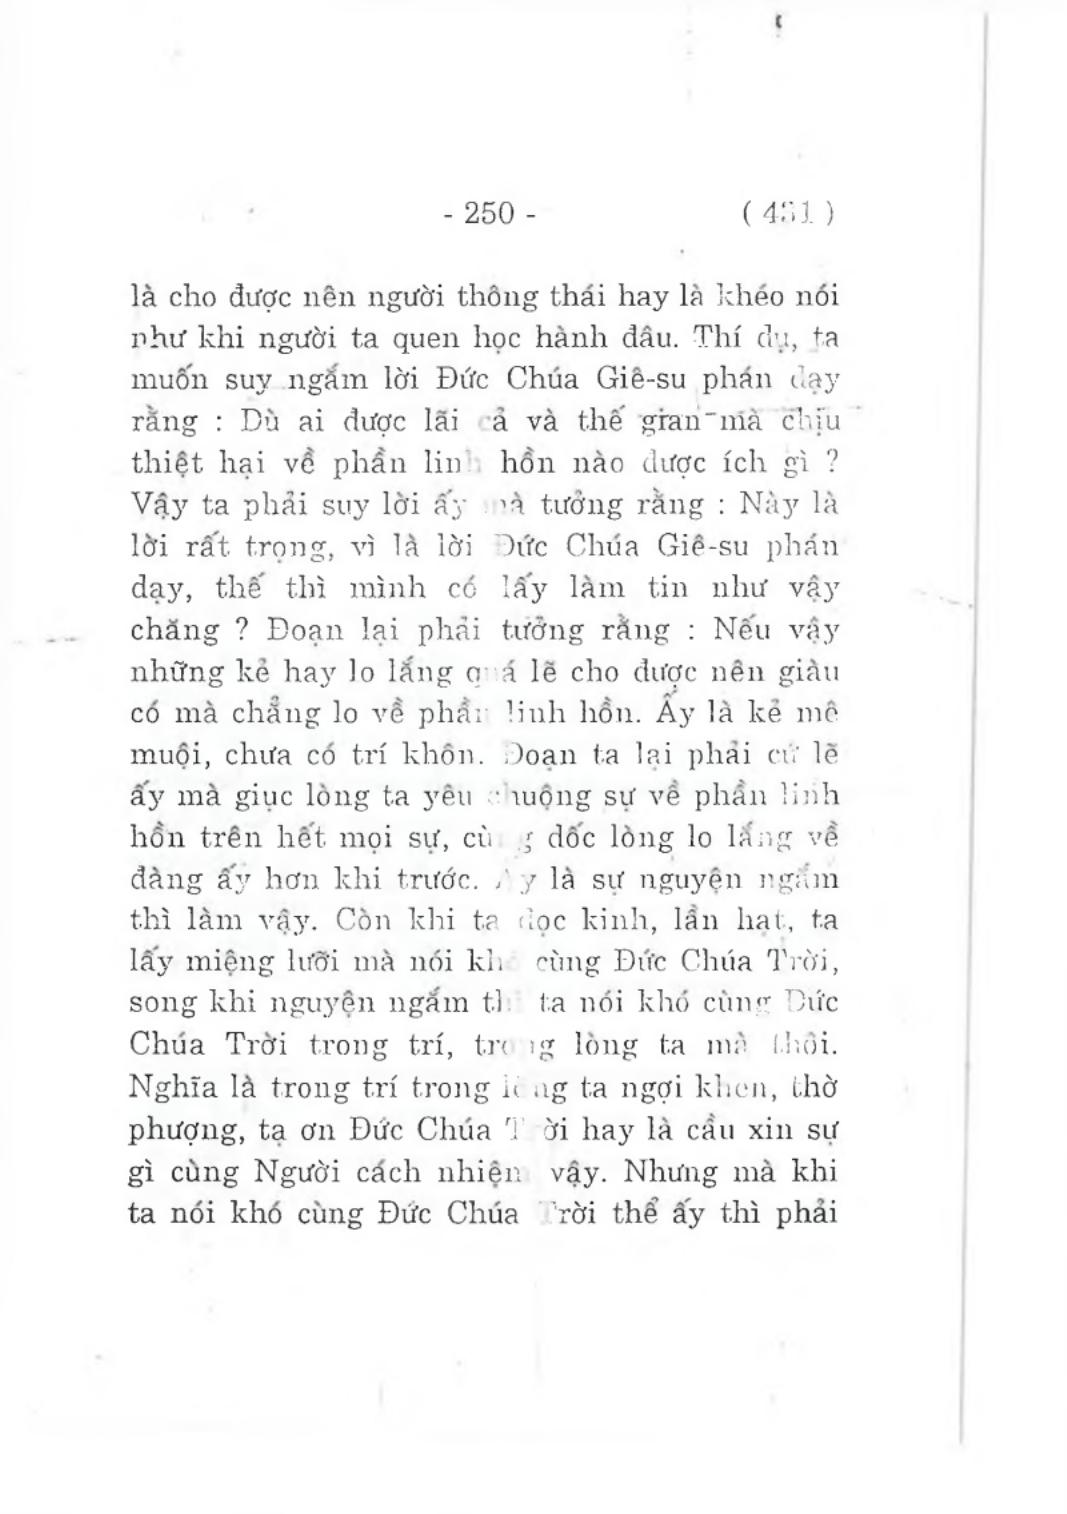 - 250 - ( 431 )
là cho được nên người thông thái hay là khéo nói
như khi người ta quen học hành đâu. Thí dụ, ta
muốn suy ngắm lời Đức Chúa Giê-su phán dạy
rằng : Dù ai được lãi cả và thế gian mà chịu
thiệt hại về phần linh hồn nào được ích gì ?
Vậy ta phải suy lời ấy mà tưởng rằng : Này là
lời rất trọng, vì là lời Đức Chúa Giê-su phán
dạy, thế thì mình có lấy làm tin như vậy
chăng ? Đoạn lại phải tưởng rằng : Nếu vậy
những kẻ hay lo lắng quá lẽ cho được nên giàu
có mà chẳng lo về phần linh hồn. Ấy là kẻ mê
muội, chưa có trí khôn. Đoạn ta lại phải cứ lẽ
ấy mà giục lòng ta yêu chuộng sự về phần linh
hồn trên hết mọi sự, cùng dốc lòng lo lắng về
đàng ấy hơn khi trước. Ấy là sự nguyện ngắm
thì làm vậy. Còn khi ta đọc kinh, lần hạt, ta
lấy miệng lưỡi mà nói khó cùng Đức Chúa Trời,
song khi nguyện ngắm thì ta nói khó cùng Đức
Chúa Trời trong trí, trong lòng ta mà thôi.
Nghĩa là trong trí trong lòng ta ngợi khen, thờ
phượng, tạ ơn Đức Chúa Trời hay là cầu xin sự
gì cùng Người cách nhiệm vậy. Nhưng mà khi
ta nói khó cùng Đức Chúa Trời thể ấy thì phải